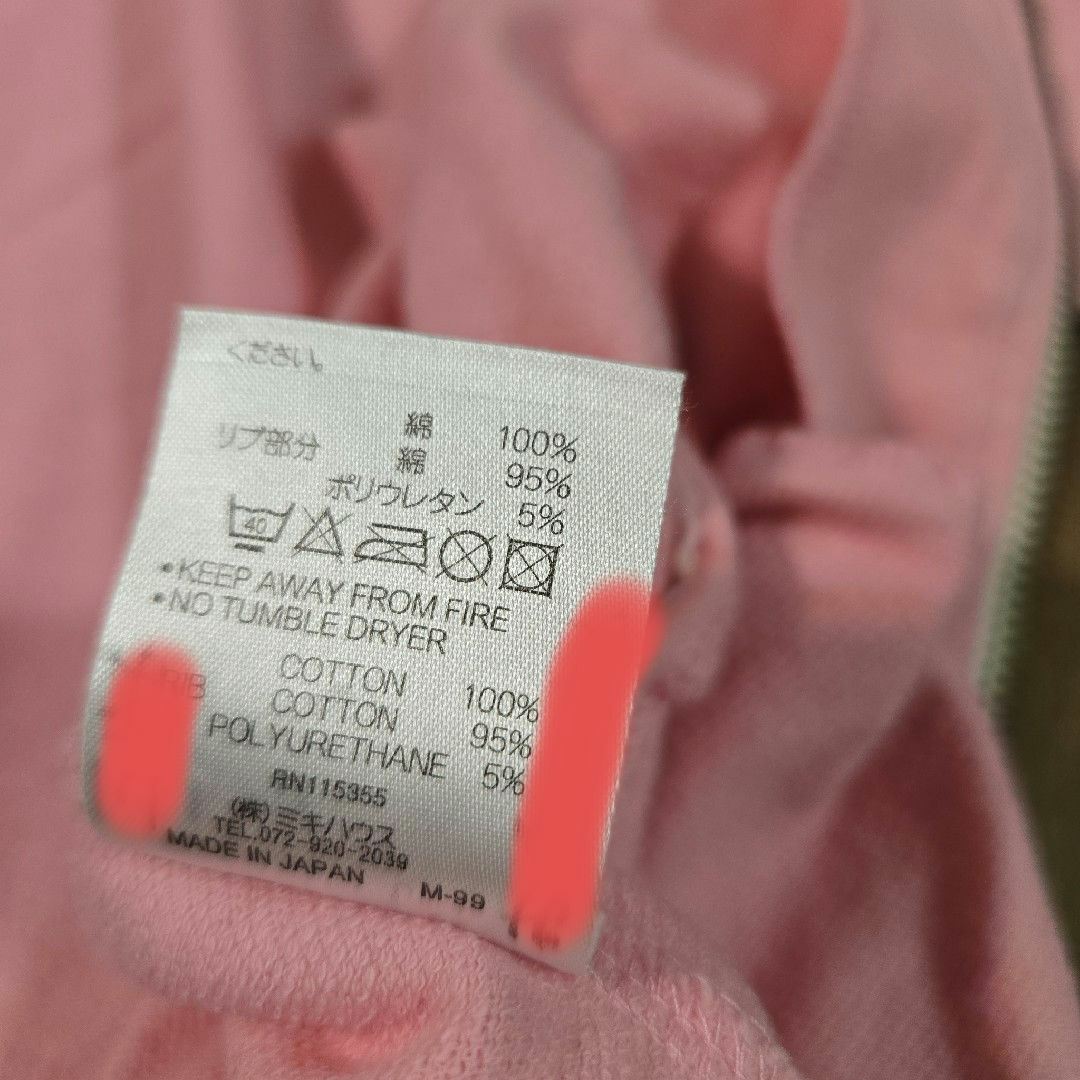 ください。
綿 100%
リブ部分 綿 95%
ポリウレタン 5%
40
•KEEP AWAY FROM FIRE
•NO TUMBLE DRYER
COTTON 100%
RIB COTTON 95%
POLYURETHANE 5%
RN115355
(株)ミキハウス
TEL.072-920-2039
MADE IN JAPAN M-99